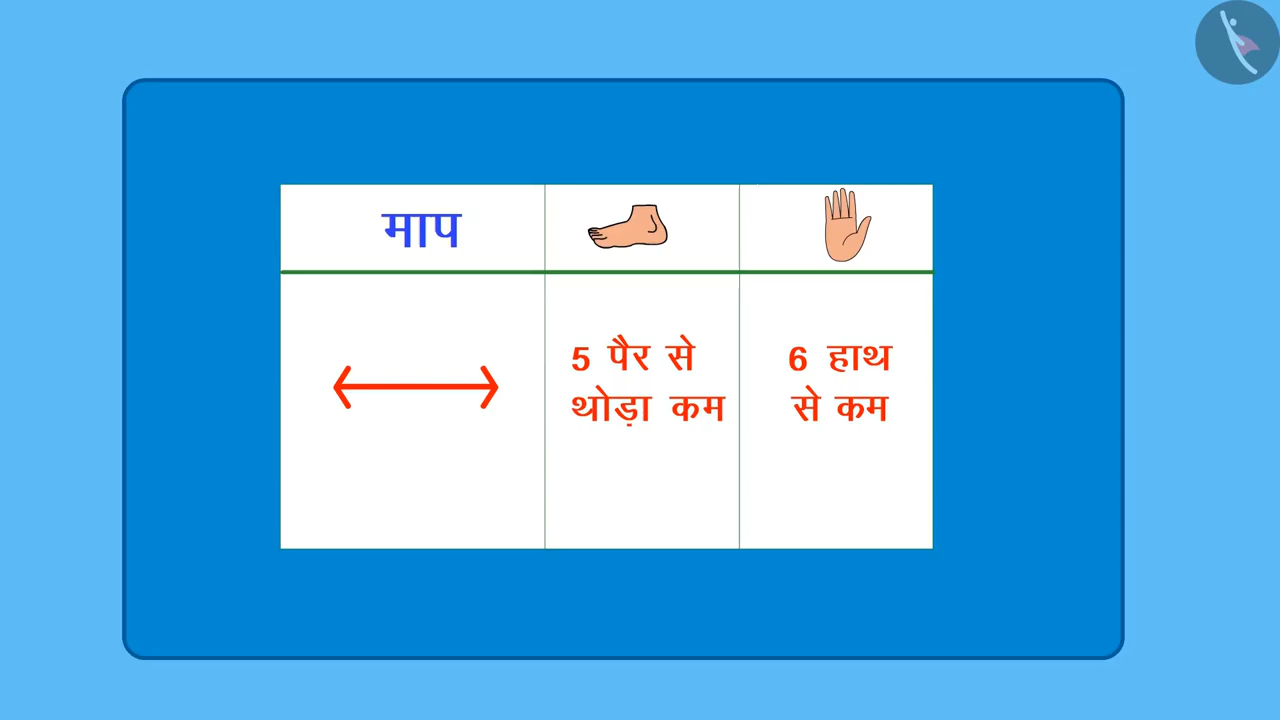 माप
5 पैर से
थोड़ा कम
6 हाथ
से कम